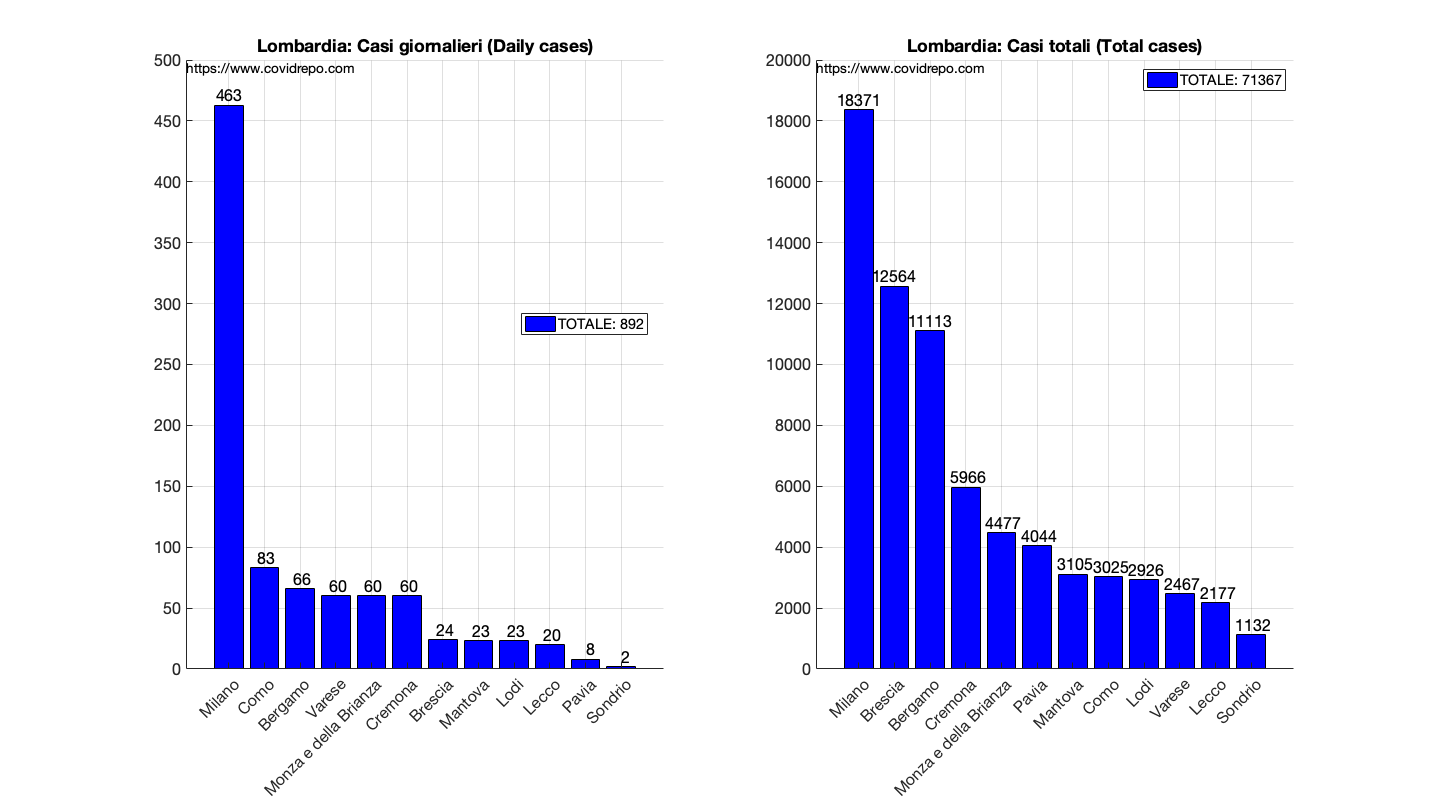 Lombardia: Casi giornalieri (Daily cases)
https://www.covidrepo.com
500
450
400
350
300
250
200
150
100
50
0
463
83
66
60
60
60
24
23
23
20
8
2
TOTALE: 892
Milano
Como
Bergamo
Varese
Monza e della Brianza
Cremona
Brescia
Mantova
Lodi
Lecco
Pavia
Sondrio
Lombardia: Casi totali (Total cases)
https://www.covidrepo.com
TOTALE: 71367
20000
18000
16000
14000
12000
10000
8000
6000
4000
2000
0
18371
12564
11113
5966
4477
4044
3105
3025
2926
2467
2177
1132
Milano
Brescia
Bergamo
Cremona
Monza e della Brianza
Pavia
Mantova
Como
Lodi
Varese
Lecco
Sondrio